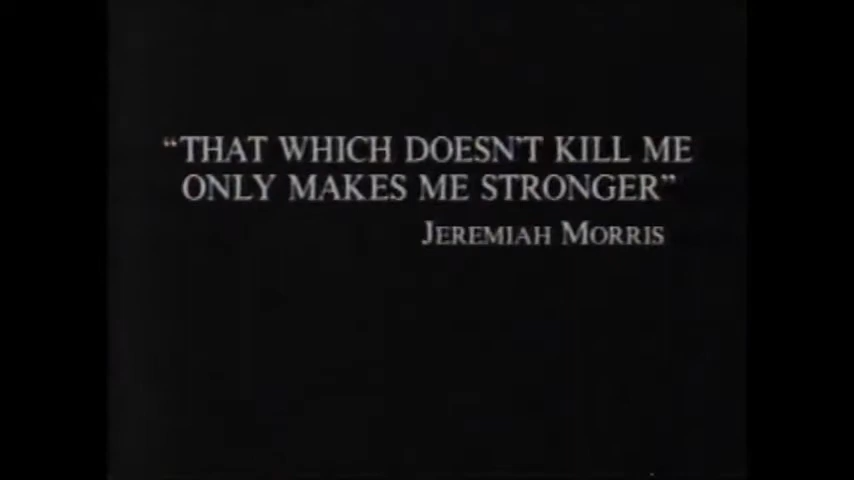 “THAT WHICH DOESN'T KILL ME
ONLY MAKES ME STRONGER”
JEREMIAH MORRIS